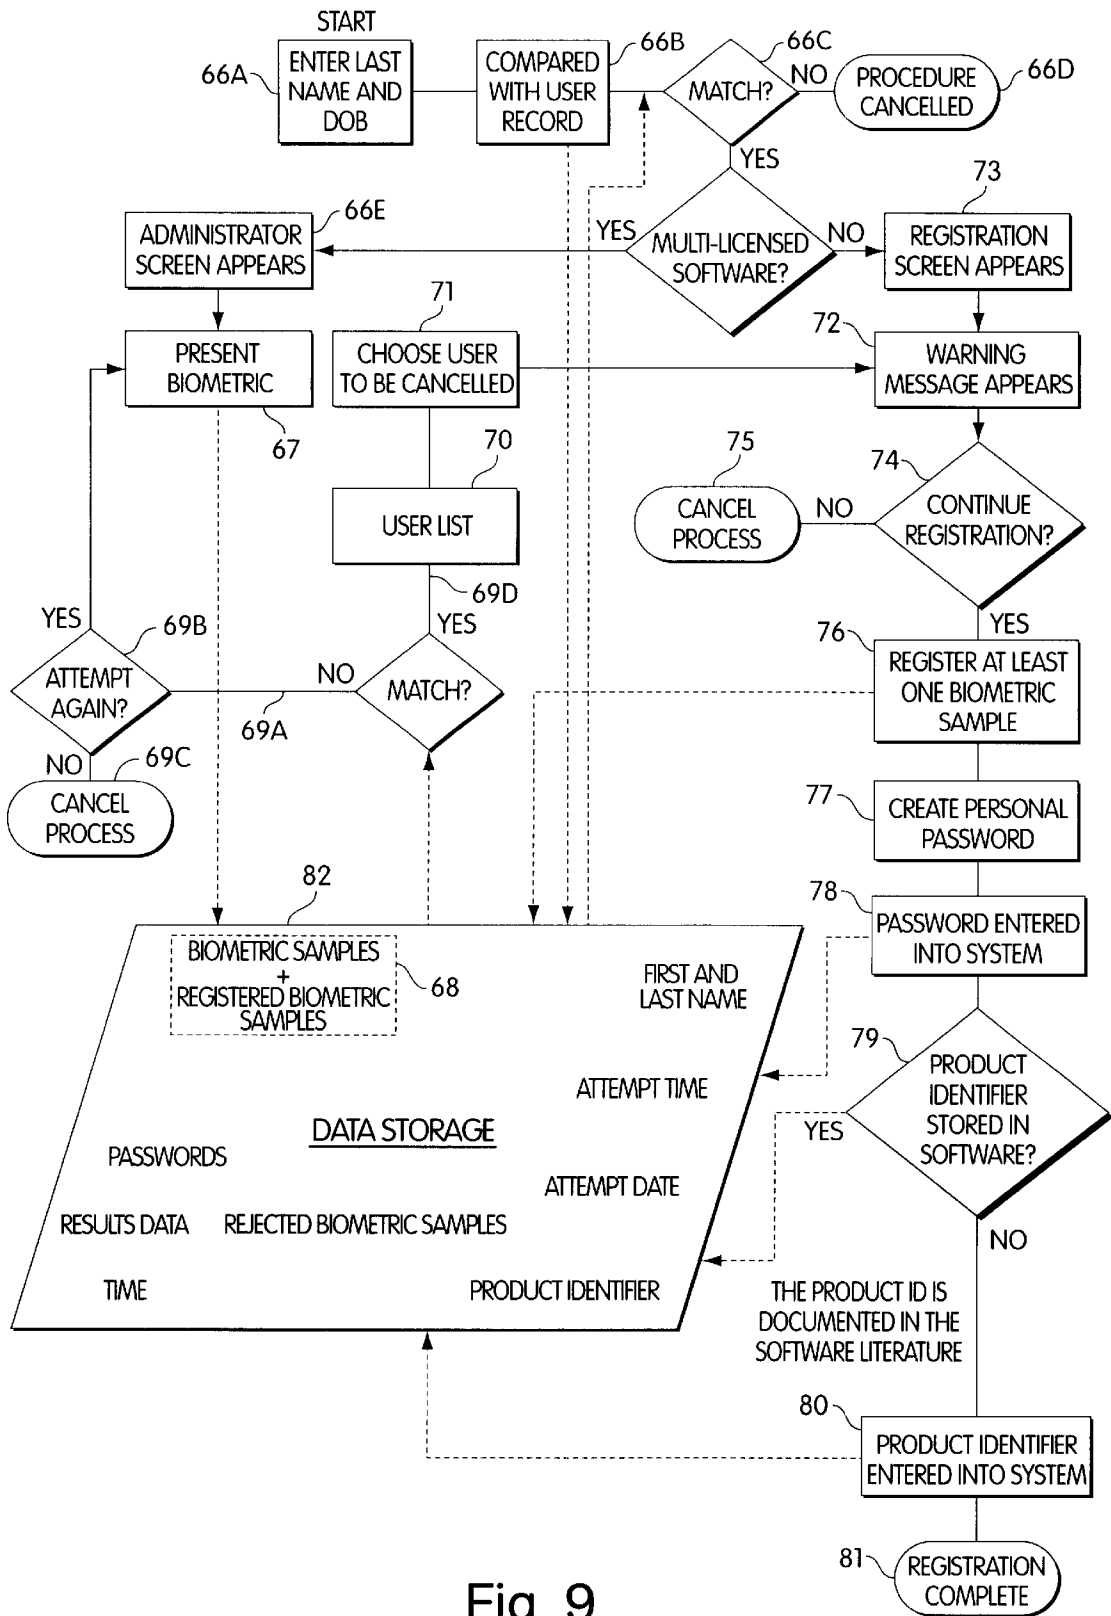 START
66A
ENTER LAST
NAME AND
DOB
66B
COMPARED
WITH USER
RECORD
66C
MATCH?
NO
66D
PROCEDURE
CANCELLED
YES
73
66E
ADMINISTRATOR
SCREEN APPEARS
YES
MULTI-LICENSED
SOFTWARE?
NO
REGISTRATION
SCREEN APPEARS
71
72
PRESENT
BIOMETRIC
67
CHOOSE USER
TO BE CANCELLED
WARNING
MESSAGE APPEARS
70
USER LIST
75
CANCEL
PROCESS
NO
74
CONTINUE
REGISTRATION?
69D
YES
YES
69B
YES
76
ATTEMPT
AGAIN?
69A
NO
MATCH?
REGISTER AT LEAST
ONE BIOMETRIC
SAMPLE
NO
69C
CANCEL
PROCESS
77
CREATE PERSONAL
PASSWORD
82
78
PASSWORD ENTERED
INTO SYSTEM
BIOMETRIC SAMPLES
+
REGISTERED BIOMETRIC
SAMPLES
68
FIRST AND
LAST NAME
79
PRODUCT
IDENTIFIER
STORED IN
SOFTWARE?
YES
ATTEMPT TIME
DATA STORAGE
PASSWORDS
ATTEMPT DATE
RESULTS DATA
REJECTED BIOMETRIC SAMPLES
NO
TIME
PRODUCT IDENTIFIER
THE PRODUCT ID IS
DOCUMENTED IN THE
SOFTWARE LITERATURE
80
PRODUCT IDENTIFIER
ENTERED INTO SYSTEM
81
REGISTRATION
COMPLETE
Fig. 9